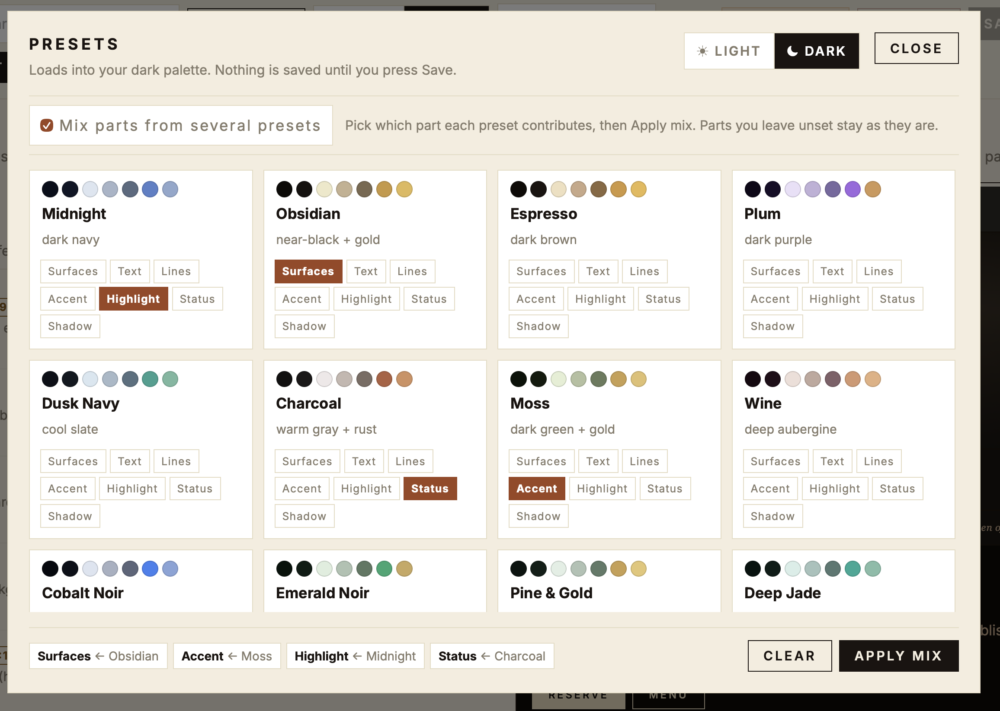 PRESETS
LIGHT
DARK
CLOSE
Loads into your dark palette. Nothing is saved until you press Save.
Mix parts from several presets
Pick which part each preset contributes, then Apply mix. Parts you leave unset stay as they are.
Midnight
dark navy
Surfaces Text Lines
Accent Highlight Status
Shadow
Obsidian
near-black + gold
Surfaces Text Lines
Accent Highlight Status
Shadow
Espresso
dark brown
Surfaces Text Lines
Accent Highlight Status
Shadow
Plum
dark purple
Surfaces Text Lines
Accent Highlight Status
Shadow
Dusk Navy
cool slate
Surfaces Text Lines
Accent Highlight Status
Shadow
Charcoal
warm gray + rust
Surfaces Text Lines
Accent Highlight Status
Shadow
Moss
dark green + gold
Surfaces Text Lines
Accent Highlight Status
Shadow
Wine
deep aubergine
Surfaces Text Lines
Accent Highlight Status
Shadow
Cobalt Noir
Emerald Noir
Pine & Gold
Deep Jade
Surfaces ← Obsidian
Accent ← Moss
Highlight ← Midnight
Status ← Charcoal
CLEAR
APPLY MIX
RESERVE
MENU